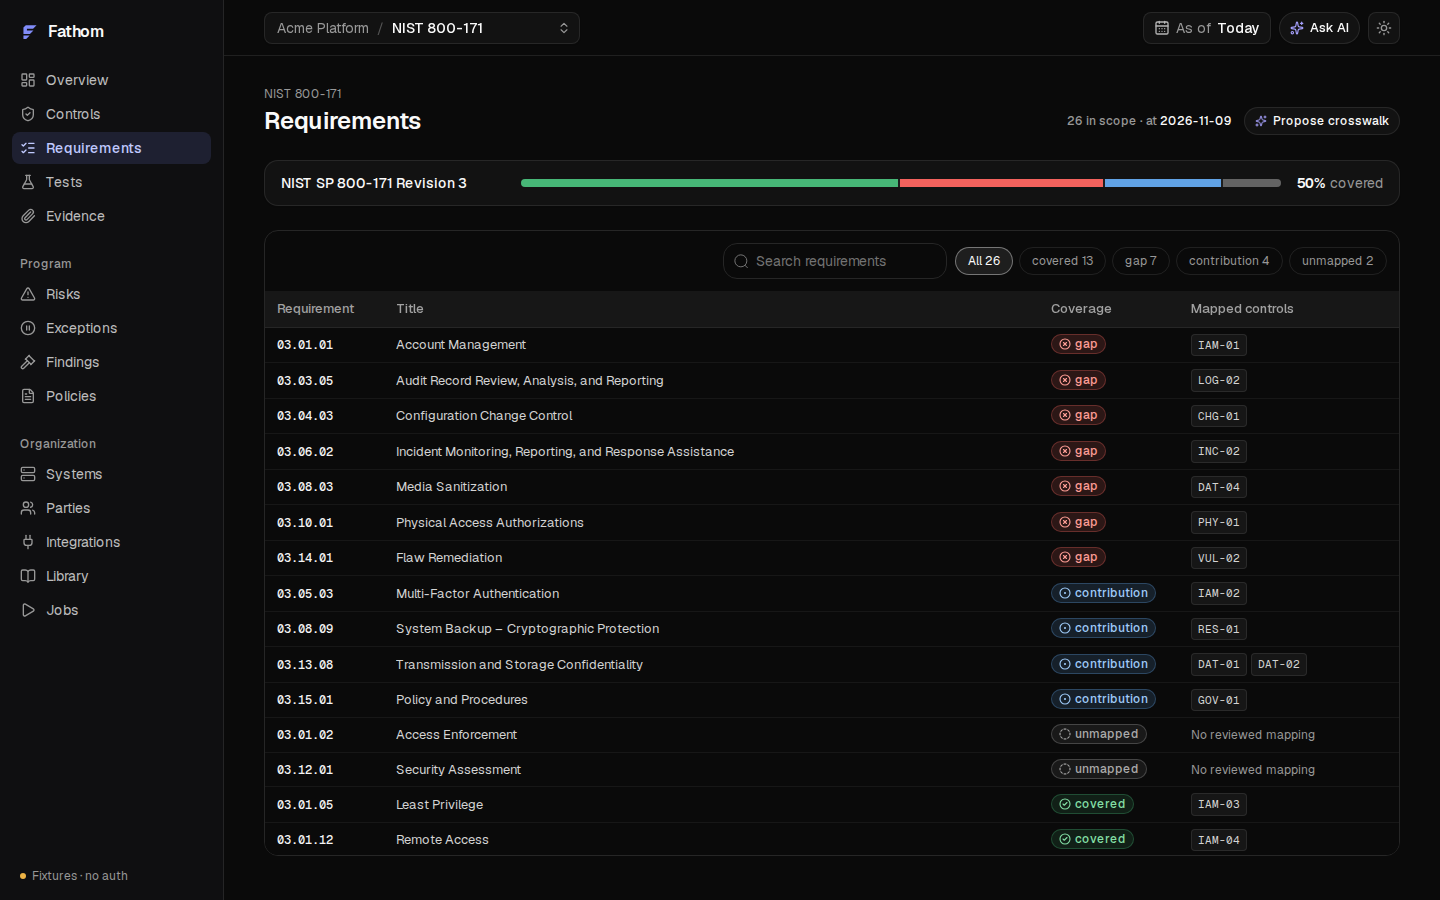 Fathom
Overview
Controls
Requirements
Tests
Evidence
Program
Risks
Exceptions
Findings
Policies
Organization
Systems
Parties
Integrations
Library
Jobs
Fixtures · no auth
Acme Platform / NIST 800-171
As of Today
Ask AI
NIST 800-171
Requirements
26 in scope · at 2026-11-09
Propose crosswalk
NIST SP 800-171 Revision 3
50% covered
Search requirements
All 26
covered 13
gap 7
contribution 4
unmapped 2
Requirement Title Coverage Mapped controls
03.01.01 Account Management gap IAM-01
03.03.05 Audit Record Review, Analysis, and Reporting gap LOG-02
03.04.03 Configuration Change Control gap CHG-01
03.06.02 Incident Monitoring, Reporting, and Response Assistance gap INC-02
03.08.03 Media Sanitization gap DAT-04
03.10.01 Physical Access Authorizations gap PHY-01
03.14.01 Flaw Remediation gap VUL-02
03.05.03 Multi-Factor Authentication contribution IAM-02
03.08.09 System Backup – Cryptographic Protection contribution RES-01
03.13.08 Transmission and Storage Confidentiality contribution DAT-01 DAT-02
03.15.01 Policy and Procedures contribution GOV-01
03.01.02 Access Enforcement unmapped No reviewed mapping
03.12.01 Security Assessment unmapped No reviewed mapping
03.01.05 Least Privilege covered IAM-03
03.01.12 Remote Access covered IAM-04